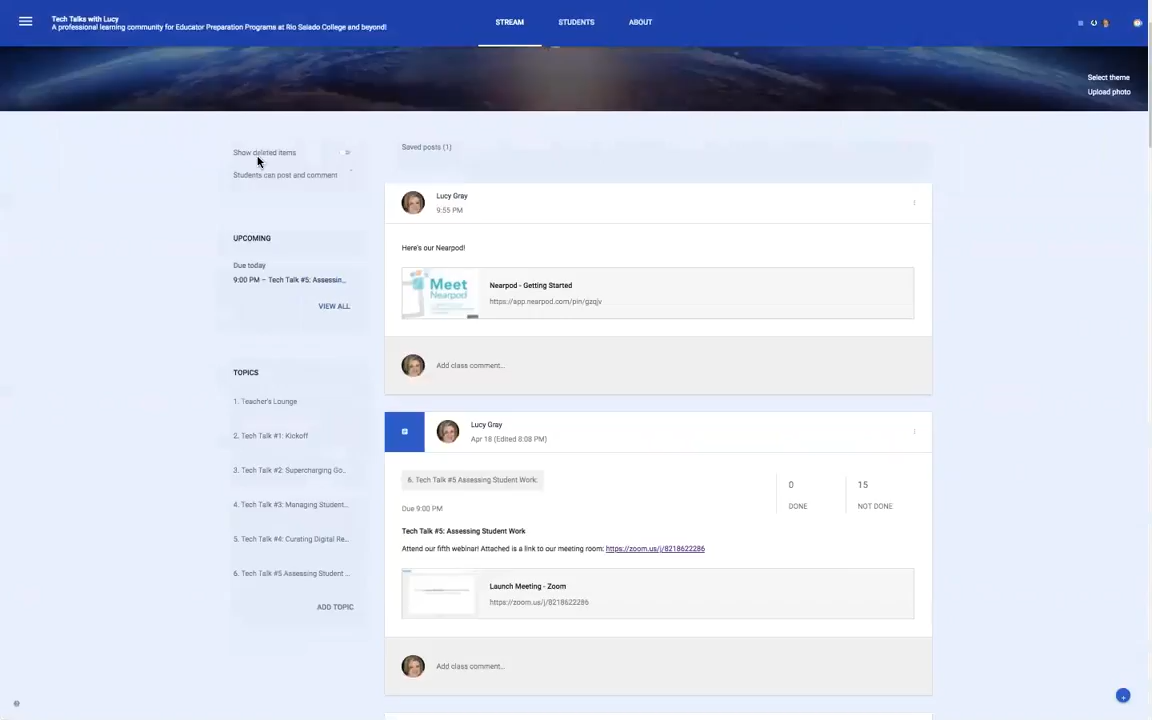 Tech Talks with Lucy
A professional learning community for Educator Preparation Programs at Rio Salado College and beyond!
STREAM
STUDENTS
ABOUT
Select theme
Upload photo
Show deleted items
Students can post and comment
UPCOMING
Due today
9:00 PM – Tech Talk #5: Assessin...
VIEW ALL
TOPICS
1. Teacher's Lounge
2. Tech Talk #1: Kickoff
3. Tech Talk #2: Supercharging Go...
4. Tech Talk #3: Managing Student...
5. Tech Talk #4: Curating Digital Re...
6. Tech Talk #5 Assessing Student ...
ADD TOPIC
Saved posts (1)
Lucy Gray
9:55 PM
Here's our Nearpod!
Meet
Nearpod
Nearpod - Getting Started
https://app.nearpod.com/pin/gzqjv
Add class comment...
Lucy Gray
Apr 18 (Edited 8:08 PM)
6. Tech Talk #5 Assessing Student Work:
0
DONE
15
NOT DONE
Due 9:00 PM
Tech Talk #5: Assessing Student Work
Attend our fifth webinar! Attached is a link to our meeting room: https://zoom.us/j/8218622286
Launch Meeting - Zoom
https://zoom.us/j/8218622286
Add class comment...